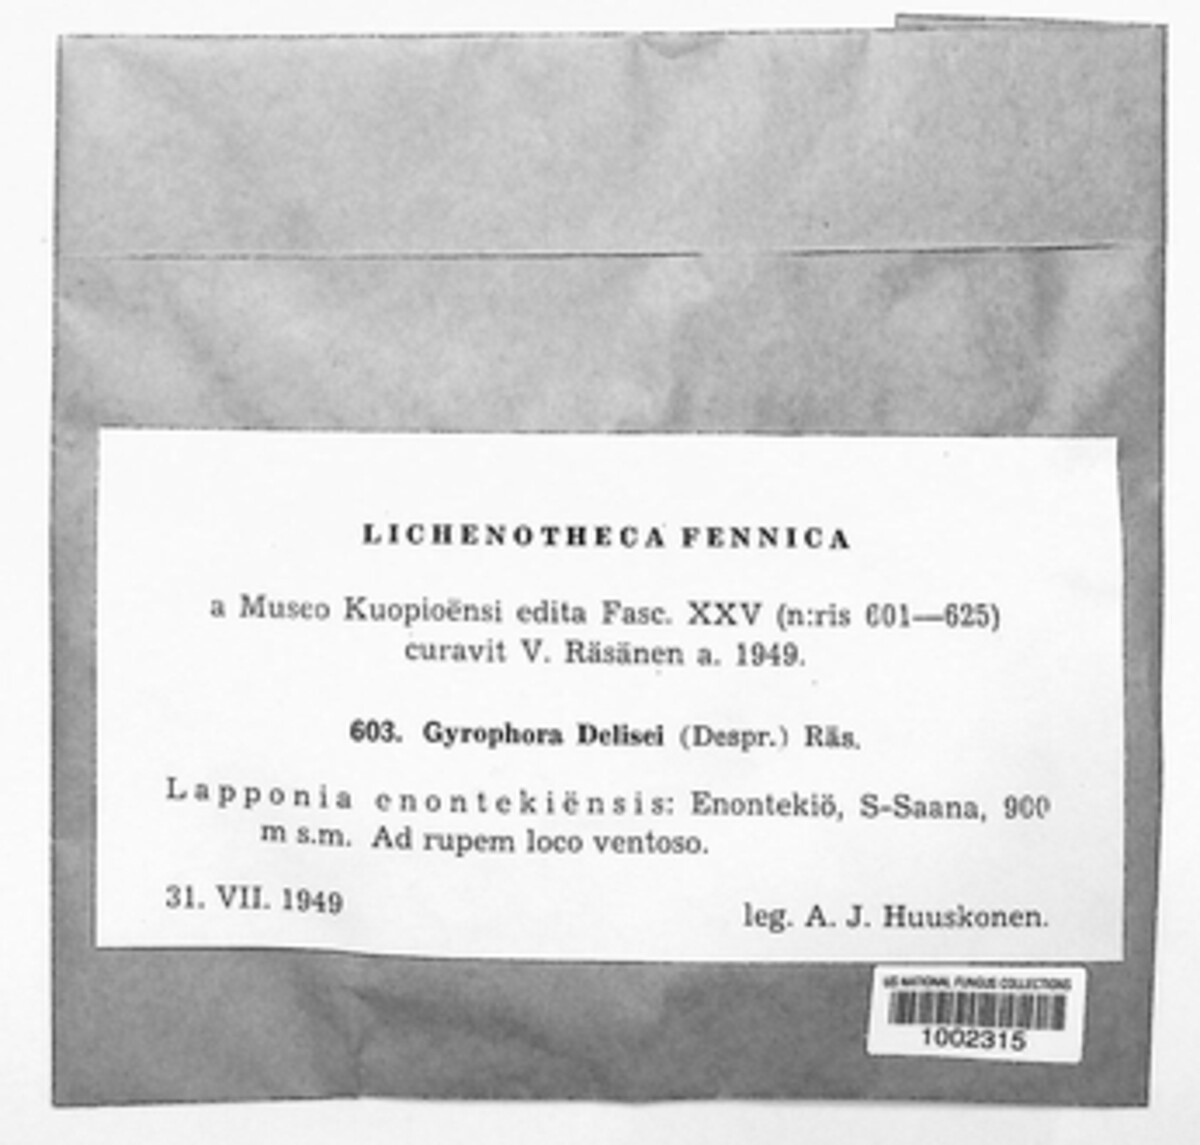 LICHENOTHECA FENNICA
a Museo Kuopioënsi edita Fasc. XXV (n:ris 601—625)
curavit V. Räsänen a. 1949.
603. Gyrophora Delisei (Despr.) Räs.
Lapponia enontekiënsis: Enontekiö, S-Saana, 900
m s.m. Ad rupem loco ventoso.
31. VII. 1949
leg. A. J. Huuskonen.
US NATIONAL FUNGUS COLLECTIONS
1002315